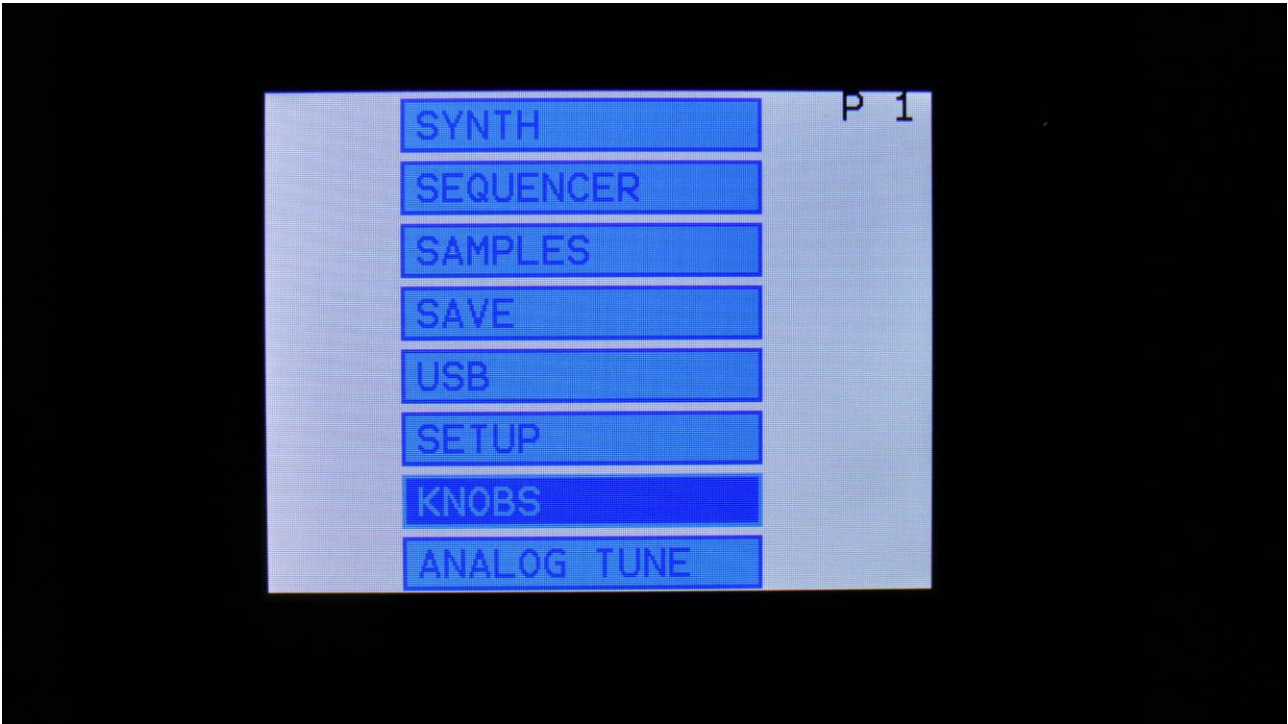 P 1
SYNTH
SEQUENCER
SAMPLES
SAVE
USB
SETUP
KNOBS
ANALOG TUNE